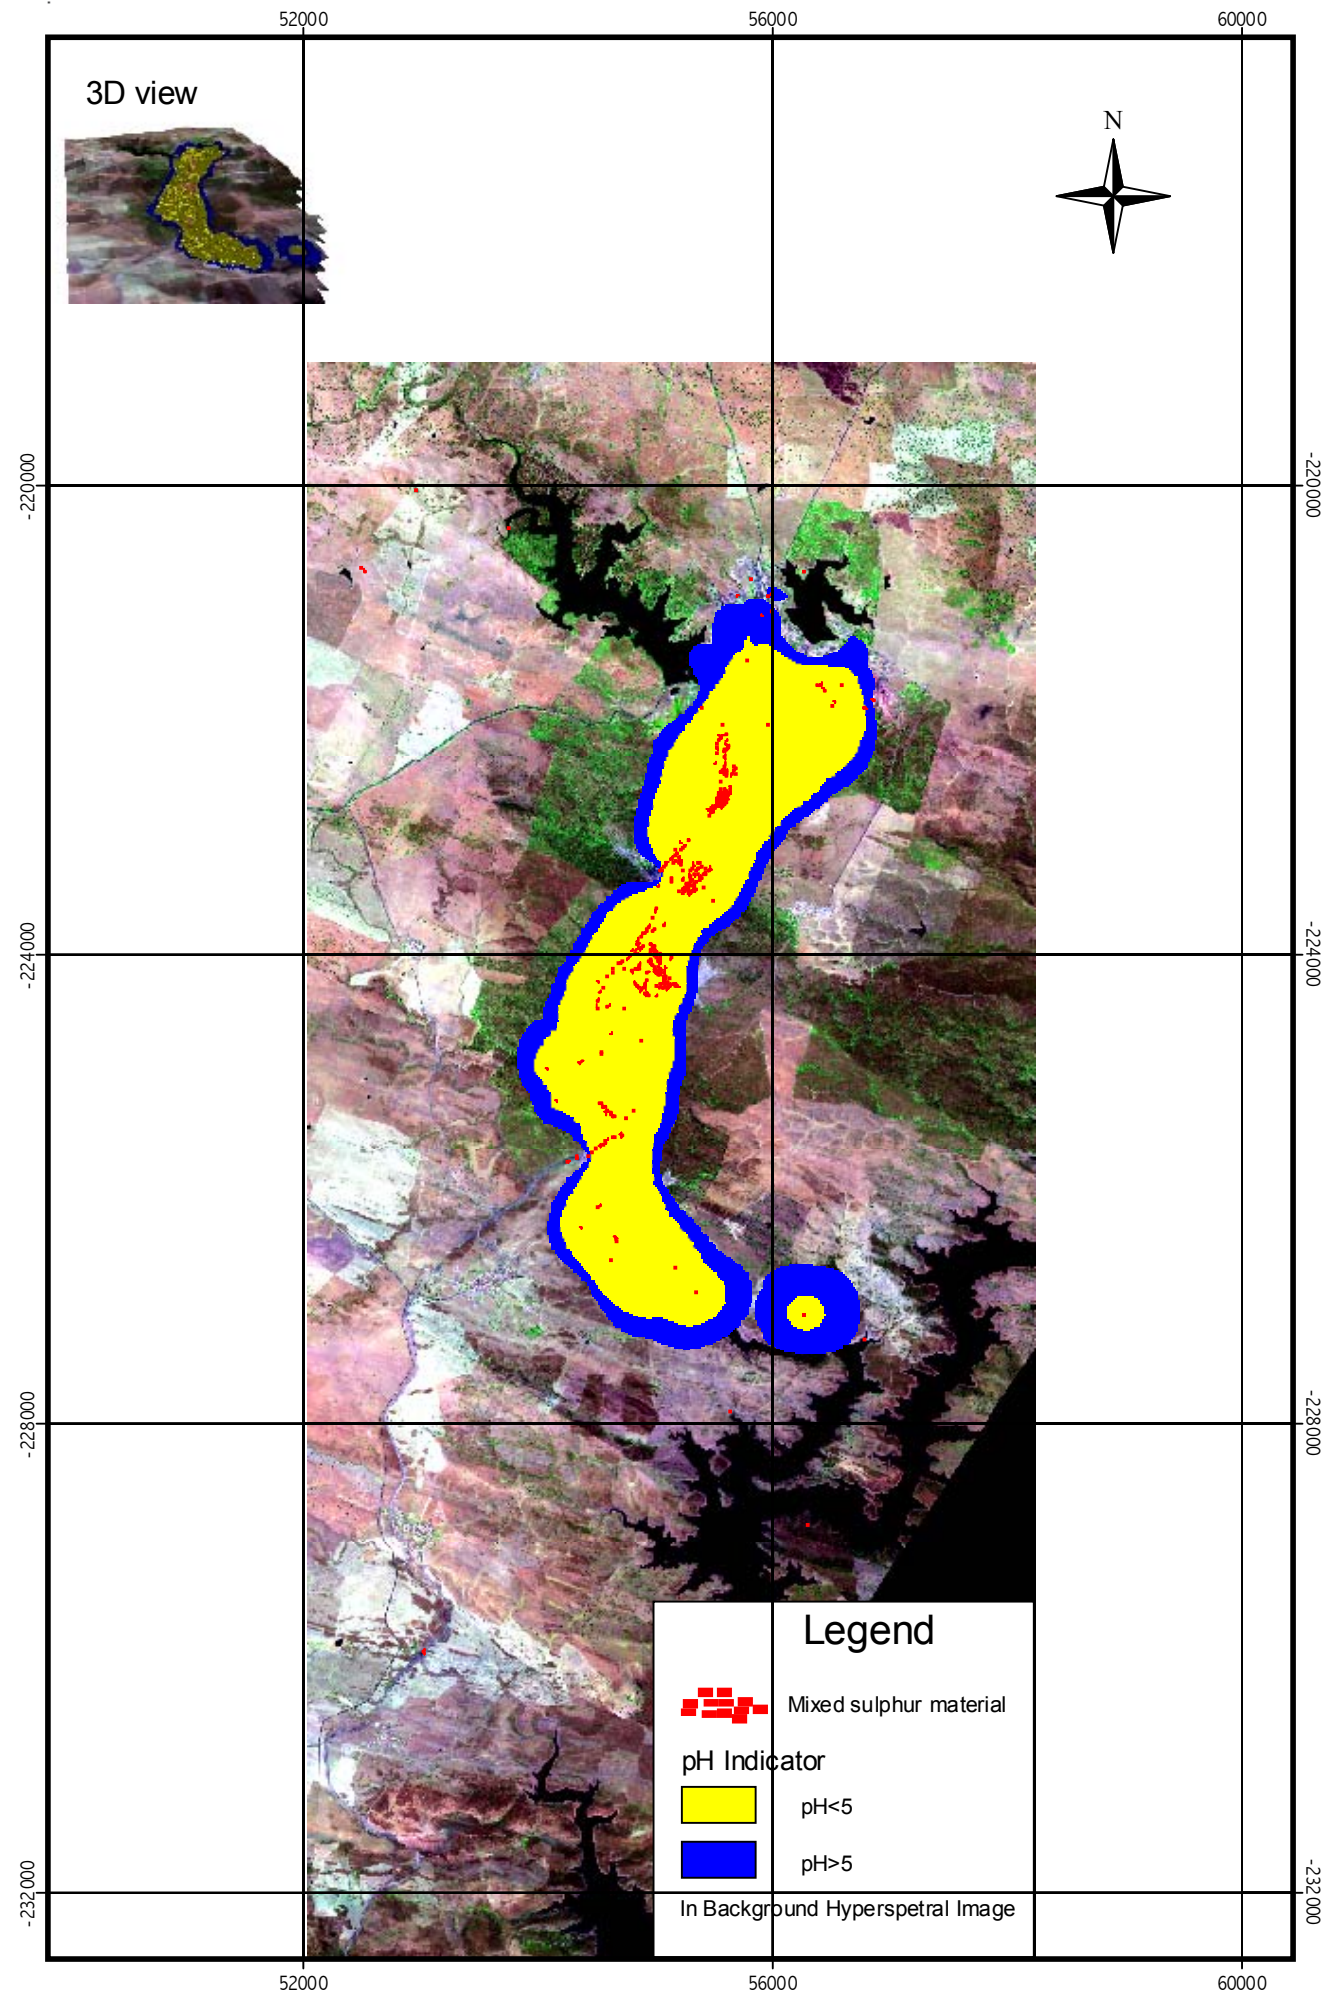 52000 56000 60000
3D view
N
-220000 -220000
-224000 -224000
-228000 -228000
Legend
Mixed sulphur material
pH Indicator
pH<5
pH>5
-232000 -232000
In Background Hyperspetral Image
52000 56000 60000